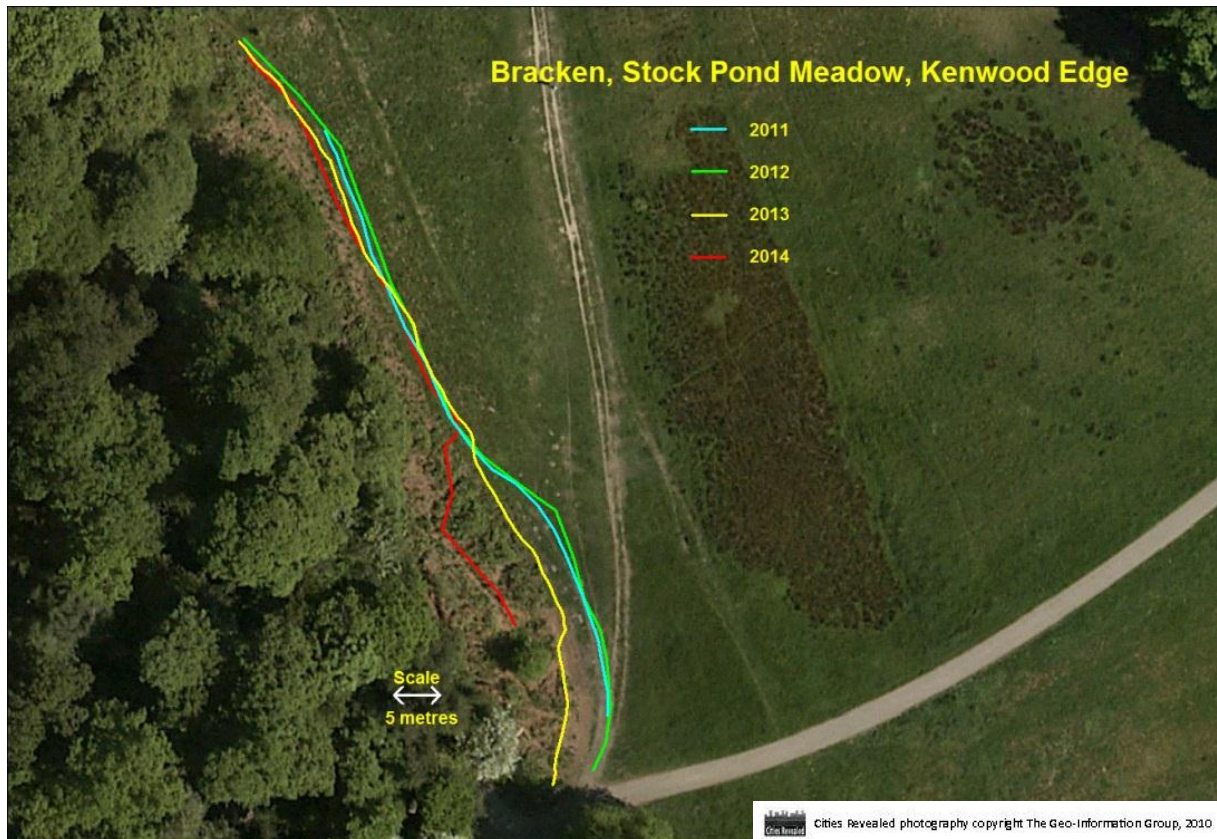 Bracken, Stock Pond Meadow, Kenwood Edge
2011
2012
2013
2014
Scale
5 metres
Cities Revealed
Cities Revealed photography copyright The Geo-Information Group, 2010